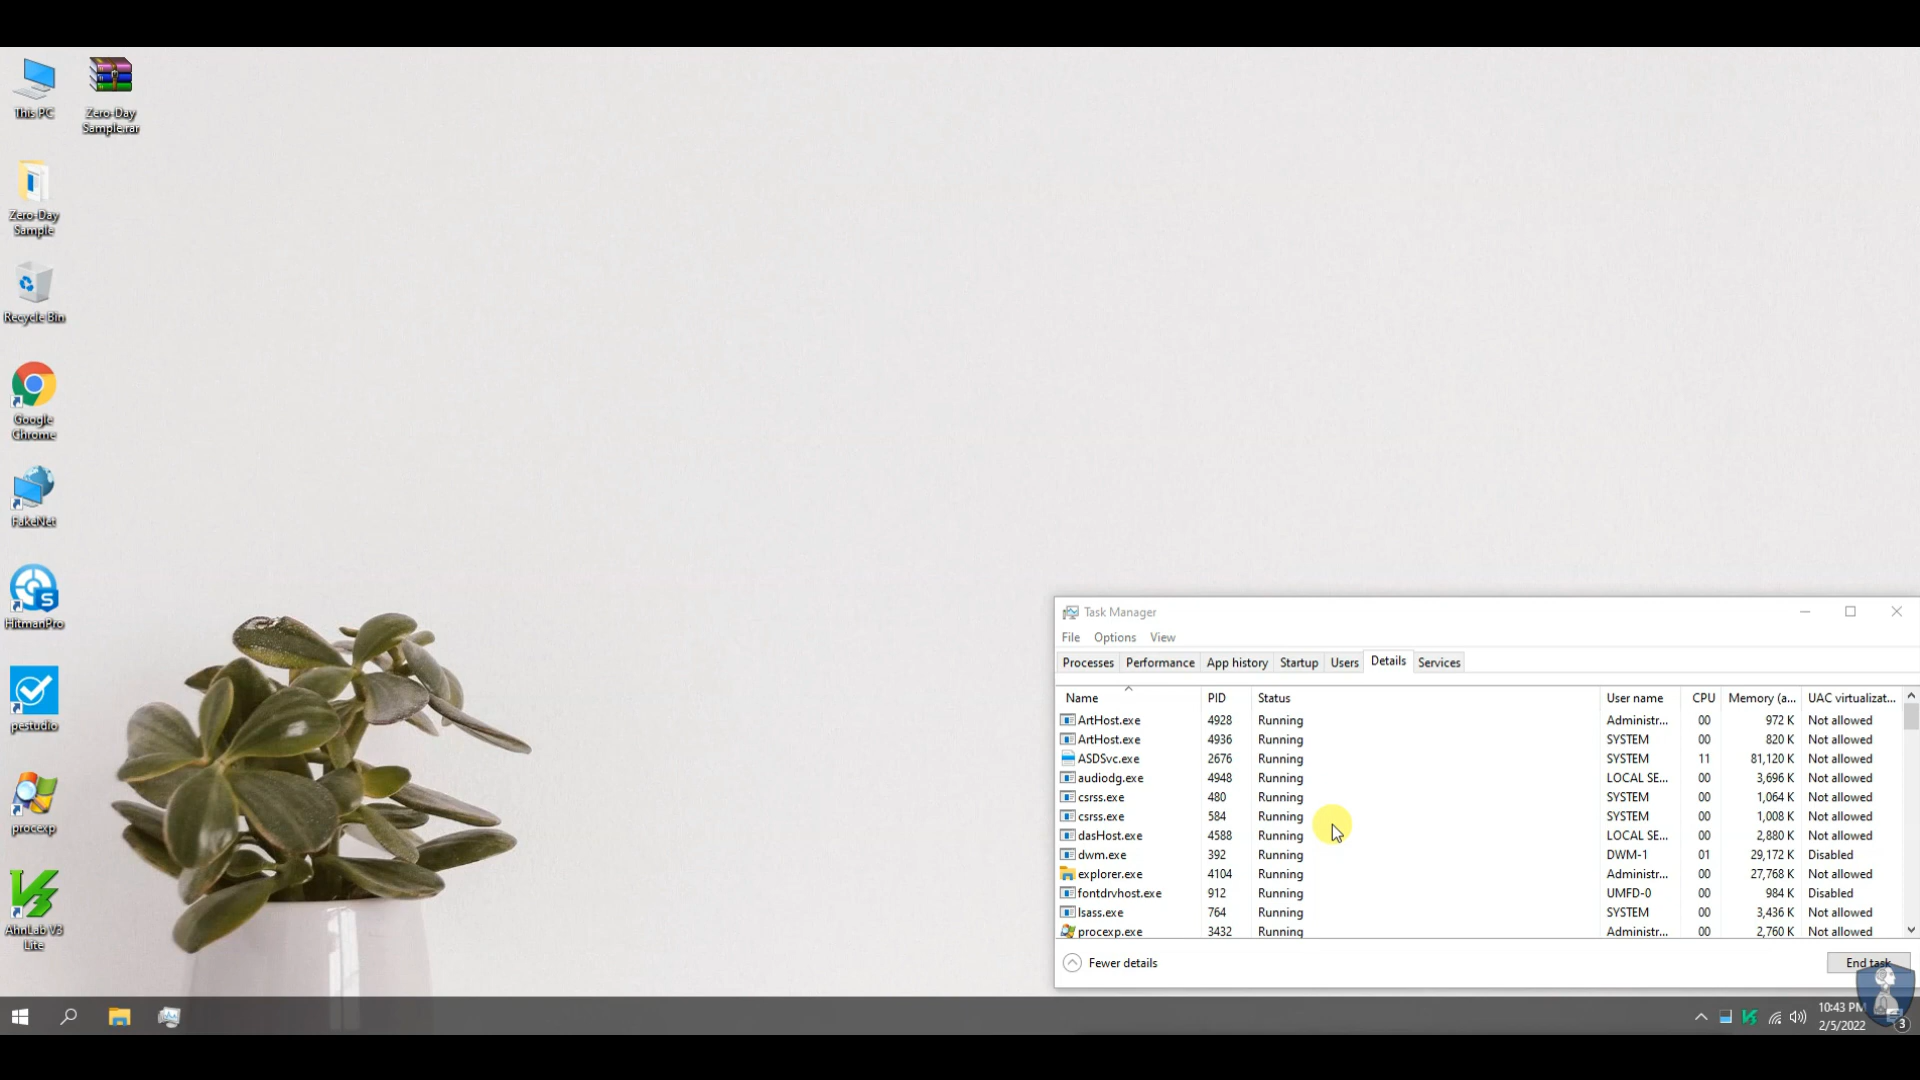 This PC
Zero-Day
Sample.rar
Zero-Day
Sample
Recycle Bin
Google
Chrome
FakeNet
HitmanPro
pestudio
procexp
AhnLab V3
Lite
Task Manager
File Options View
Processes Performance App history Startup Users Details Services
Name PID Status User name CPU Memory (a... UAC virtualizat...
ArtHost.exe 4928 Running Administr... 00 972 K Not allowed
ArtHost.exe 4936 Running SYSTEM 00 820 K Not allowed
ASDSvc.exe 2676 Running SYSTEM 11 81,120 K Not allowed
audiodg.exe 4948 Running LOCAL SE... 00 3,696 K Not allowed
csrss.exe 480 Running SYSTEM 00 1,064 K Not allowed
csrss.exe 584 Running SYSTEM 00 1,008 K Not allowed
dasHost.exe 4588 Running LOCAL SE... 00 2,880 K Not allowed
dwm.exe 392 Running DWM-1 01 29,172 K Disabled
explorer.exe 4104 Running Administr... 00 27,768 K Not allowed
fontdrvhost.exe 912 Running UMFD-0 00 984 K Disabled
lsass.exe 764 Running SYSTEM 00 3,436 K Not allowed
procexp.exe 3432 Running Administr... 00 2,760 K Not allowed
Fewer details
End task
10:43 PM
2/5/2022
3